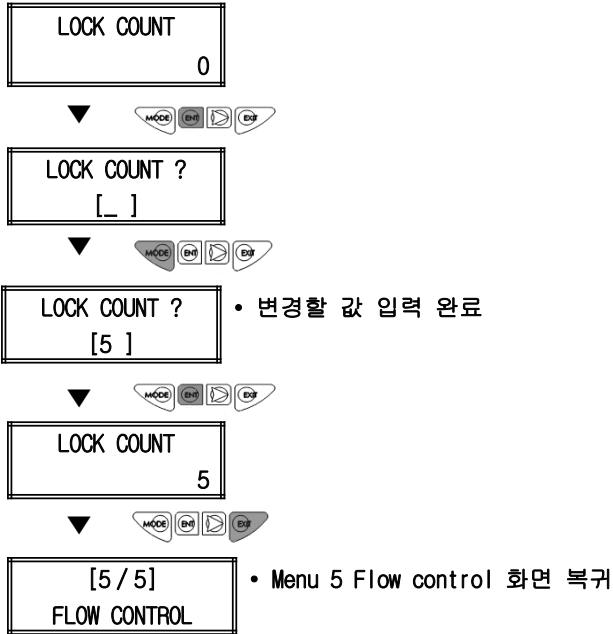 LOCK COUNT
0
▼ MODE ENT EXIT
LOCK COUNT ?
[_ ]
▼ MODE ENT EXIT
LOCK COUNT ? • 변경할 값 입력 완료
[5 ]
▼ MODE ENT EXIT
LOCK COUNT
5
▼ MODE ENT EXIT
[5/5] • Menu 5 Flow control 화면 복귀
FLOW CONTROL